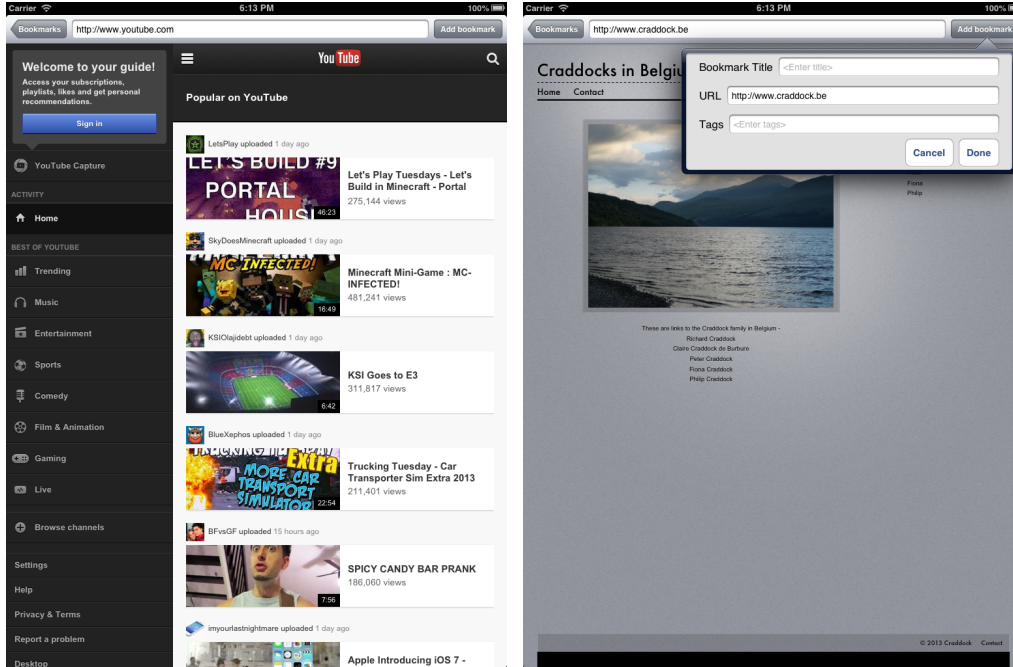 Carrier 6:13 PM 100%
Bookmarks http://www.youtube.com Add bookmark
Welcome to your guide!
Access your subscriptions,
playlists, likes and get personal
recommendations.
Sign in
YouTube Capture
ACTIVITY
Home
BEST OF YOUTUBE
Trending
Music
Entertainment
Sports
Comedy
Film & Animation
Gaming
Live
Browse channels
Settings
Help
Privacy & Terms
Report a problem
Desktop
YouTube
Popular on YouTube
LetsPlay uploaded 1 day ago
LET'S BUILD #9
PORTAL
HOUS
46:23
Let's Play Tuesdays - Let's
Build in Minecraft - Portal
275,144 views
SkyDoesMinecraft uploaded 1 day ago
MC INFECTED!
16:49
Minecraft Mini-Game : MC-
INFECTED!
481,241 views
KSIOlajidebt uploaded 1 day ago
6:42
KSI Goes to E3
311,817 views
BlueXephos uploaded 1 day ago
TRUCKING TUESDAY
Extra
MORE CAR
TRANSPORT
SIMULATOR
22:54
Trucking Tuesday - Car
Transporter Sim Extra 2013
211,401 views
BFvsGF uploaded 15 hours ago
7:56
SPICY CANDY BAR PRANK
186,060 views
imyourlastnightmare uploaded 1 day ago
Apple Introducing iOS 7 -
Carrier 6:13 PM 100%
Bookmarks http://www.craddock.be Add bookmark
Craddocks in Belgiu
Home Contact
Bookmark Title <Enter title>
URL http://www.craddock.be
Tags <Enter tags>
Cancel Done
Fiona
Philip
These are links to the Craddock family in Belgium -
Richard Craddock
Claire Craddock de Burbure
Peter Craddock
Fiona Craddock
Philip Craddock
© 2013 Craddock Contact